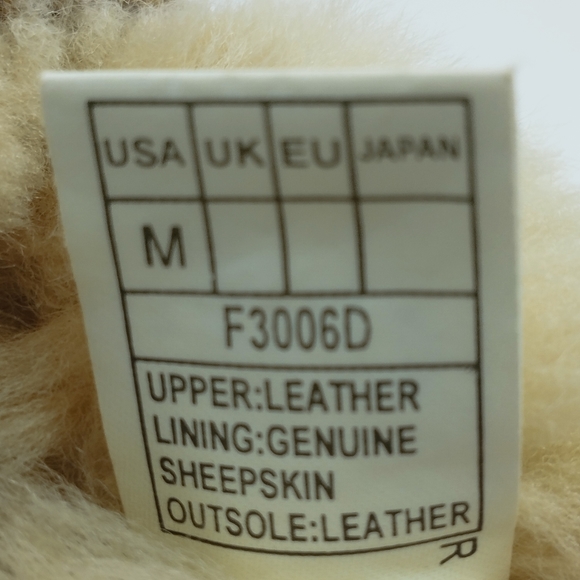 USA UK EU JAPAN
M
F3006D
UPPER:LEATHER
LINING:GENUINE
SHEEPSKIN
OUTSOLE:LEATHER
R